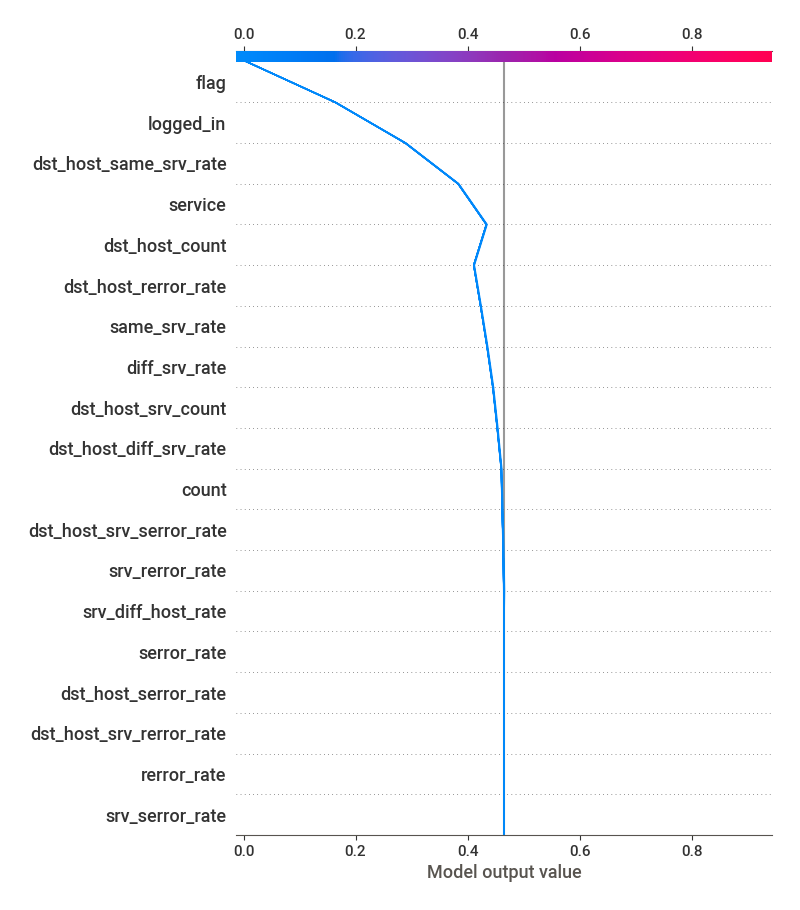 0.0 0.2 0.4 0.6 0.8
flag
logged_in
dst_host_same_srv_rate
service
dst_host_count
dst_host_rerror_rate
same_srv_rate
diff_srv_rate
dst_host_srv_count
dst_host_diff_srv_rate
count
dst_host_srv_serror_rate
srv_rerror_rate
srv_diff_host_rate
serror_rate
dst_host_serror_rate
dst_host_srv_rerror_rate
rerror_rate
srv_serror_rate
0.0 0.2 0.4 0.6 0.8
Model output value